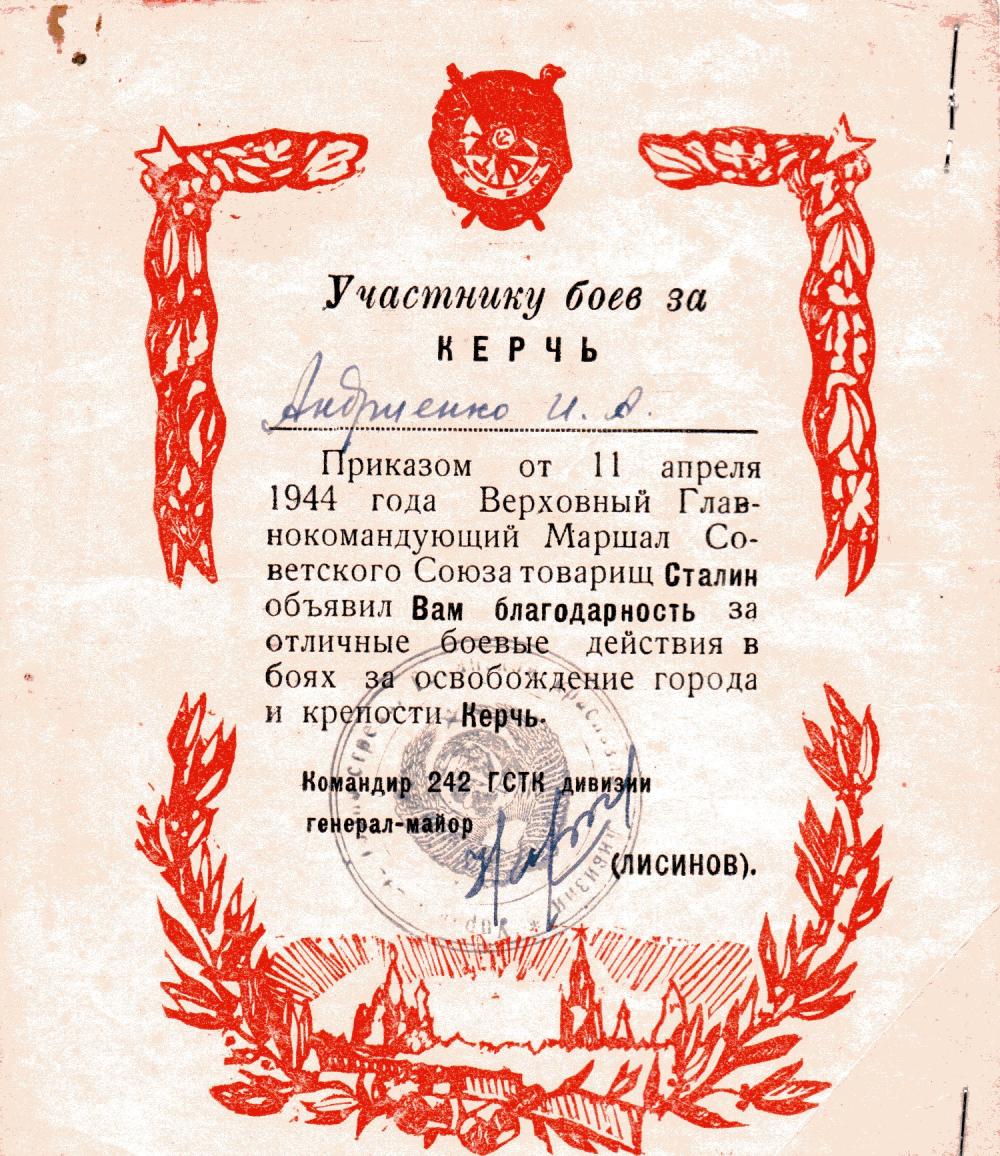 Участнику боев за
КЕРЧЬ
Андриенко И. А.
Приказом от 11 апреля
1944 года Верховный Глав-
нокомандующий Маршал Со-
ветского Союза товарищ Сталин
объявил Вам благодарность за
отличные боевые действия в
боях за освобождение города
и крепости Керчь.
Командир 242 ГСТК дивизии
генерал-майор
(ЛИСИНОВ).